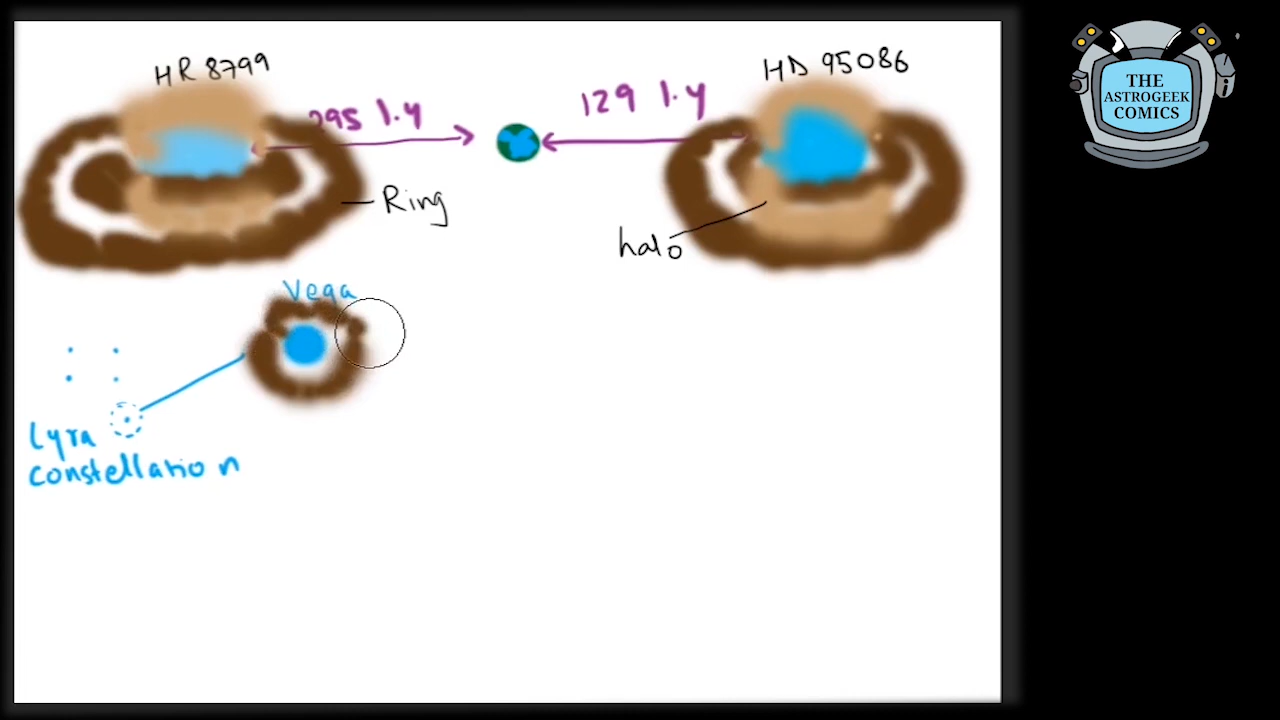 HR 8799
HD 95086
295 l.y
129 l.y
Ring
halo
Vega
Lyra
constellation
THE
ASTROGEEK
COMICS